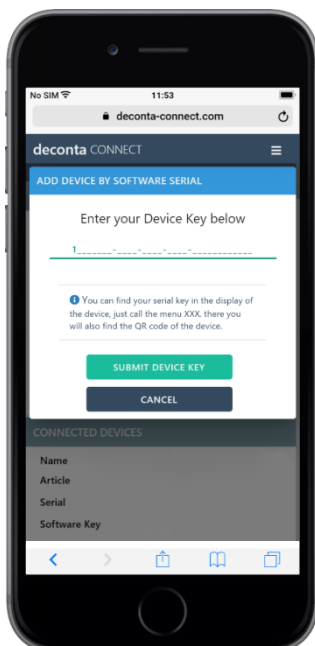 No SIM 11:53
deconta-connect.com
deconta CONNECT
ADD DEVICE BY SOFTWARE SERIAL
Enter your Device Key below
1_______-____-____-____-____________
You can find your serial key in the display of
the device, just call the menu XXX, there you
will also find the QR code of the device.
SUBMIT DEVICE KEY
CANCEL
CONNECTED DEVICES
Name
Article
Serial
Software Key